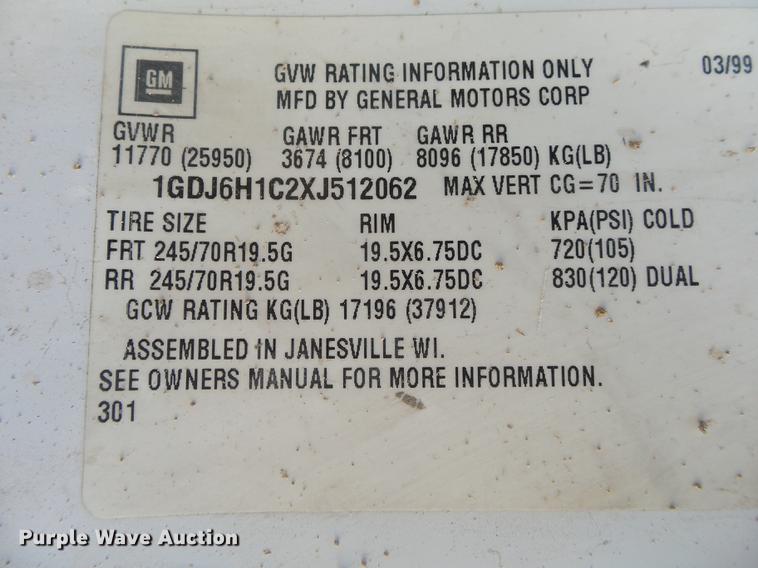 GM
GVW RATING INFORMATION ONLY 03/99
MFD BY GENERAL MOTORS CORP
GVWR GAWR FRT GAWR RR
11770 (25950) 3674 (8100) 8096 (17850) KG(LB)
1GDJ6H1C2XJ512062 MAX VERT CG=70 IN.
TIRE SIZE RIM KPA(PSI) COLD
FRT 245/70R19.5G 19.5X6.75DC 720(105)
RR 245/70R19.5G 19.5X6.75DC 830(120) DUAL
GCW RATING KG(LB) 17196 (37912)
ASSEMBLED IN JANESVILLE WI.
SEE OWNERS MANUAL FOR MORE INFORMATION.
301
Purple Wave Auction